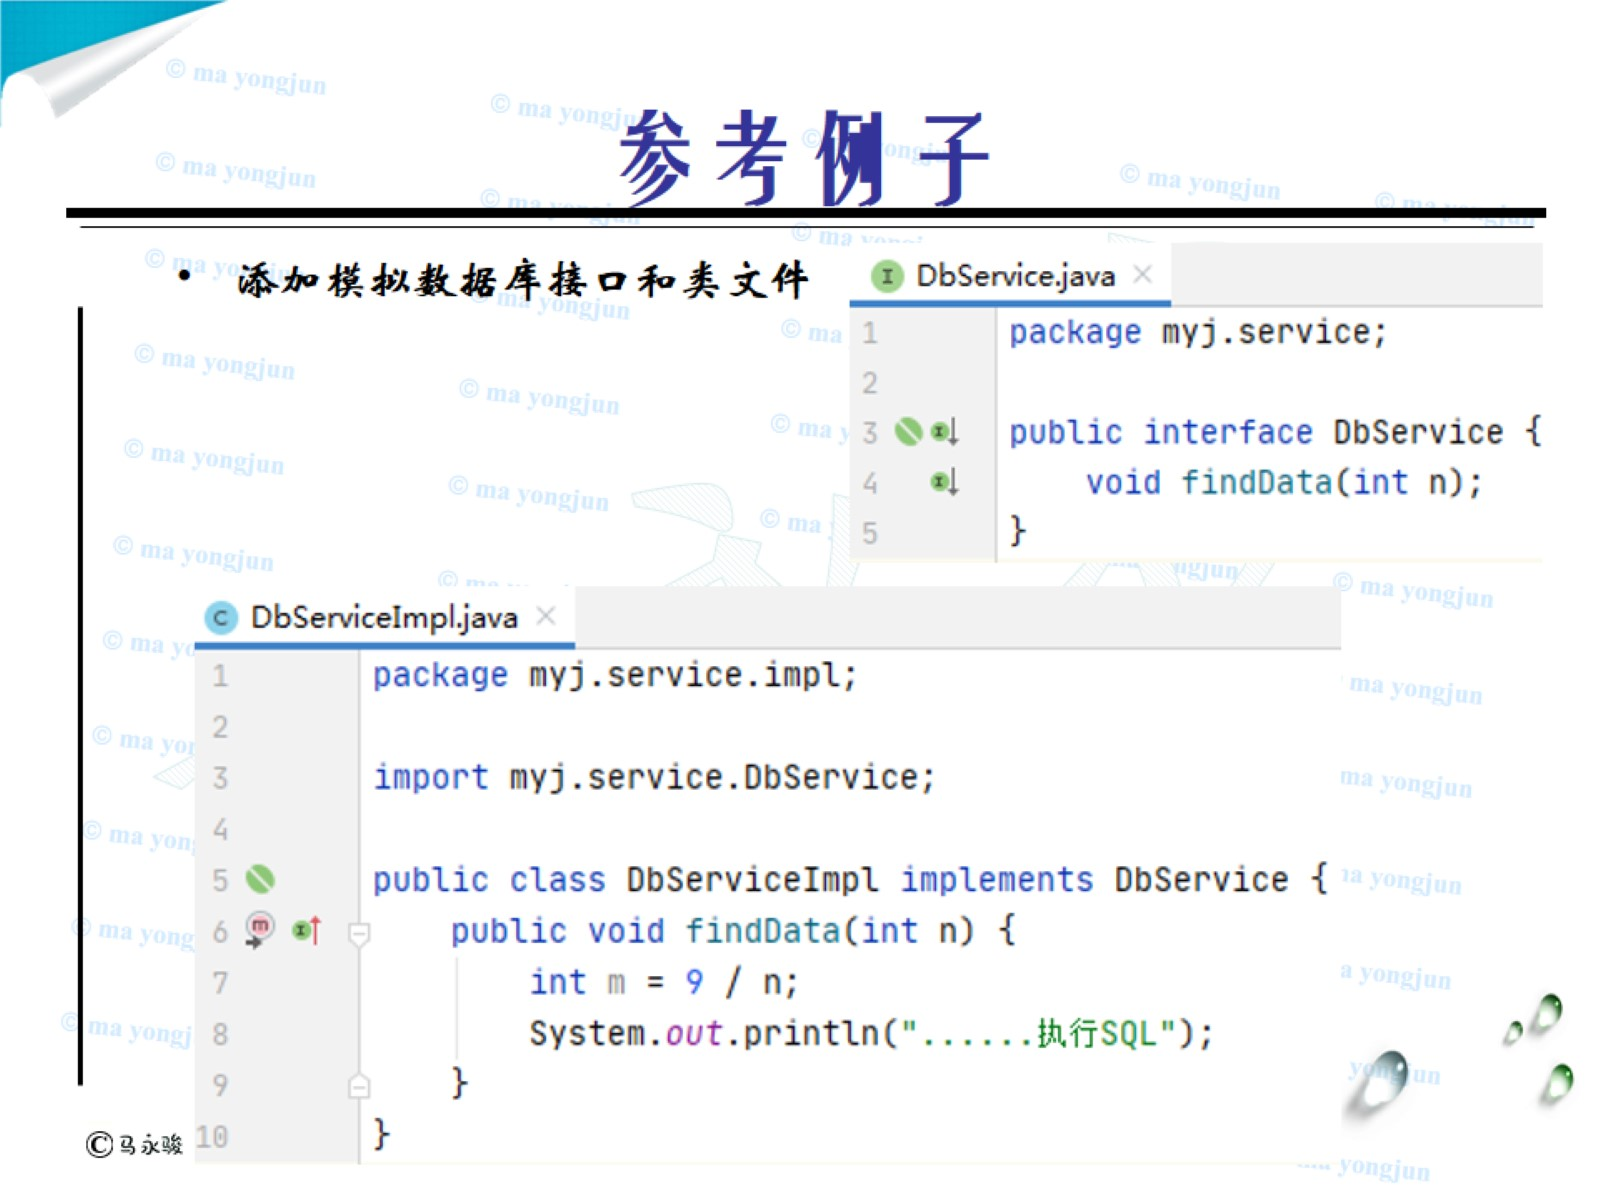 参考例子
• 添加模拟数据库接口和类文件
DbService.java
1 package myj.service;
2
3 public interface DbService {
4     void findData(int n);
5 }
DbServiceImpl.java
1 package myj.service.impl;
2
3 import myj.service.DbService;
4
5 public class DbServiceImpl implements DbService {
6     public void findData(int n) {
7         int m = 9 / n;
8         System.out.println("......执行SQL");
9     }
10 }
©马永骏
© ma yongjun